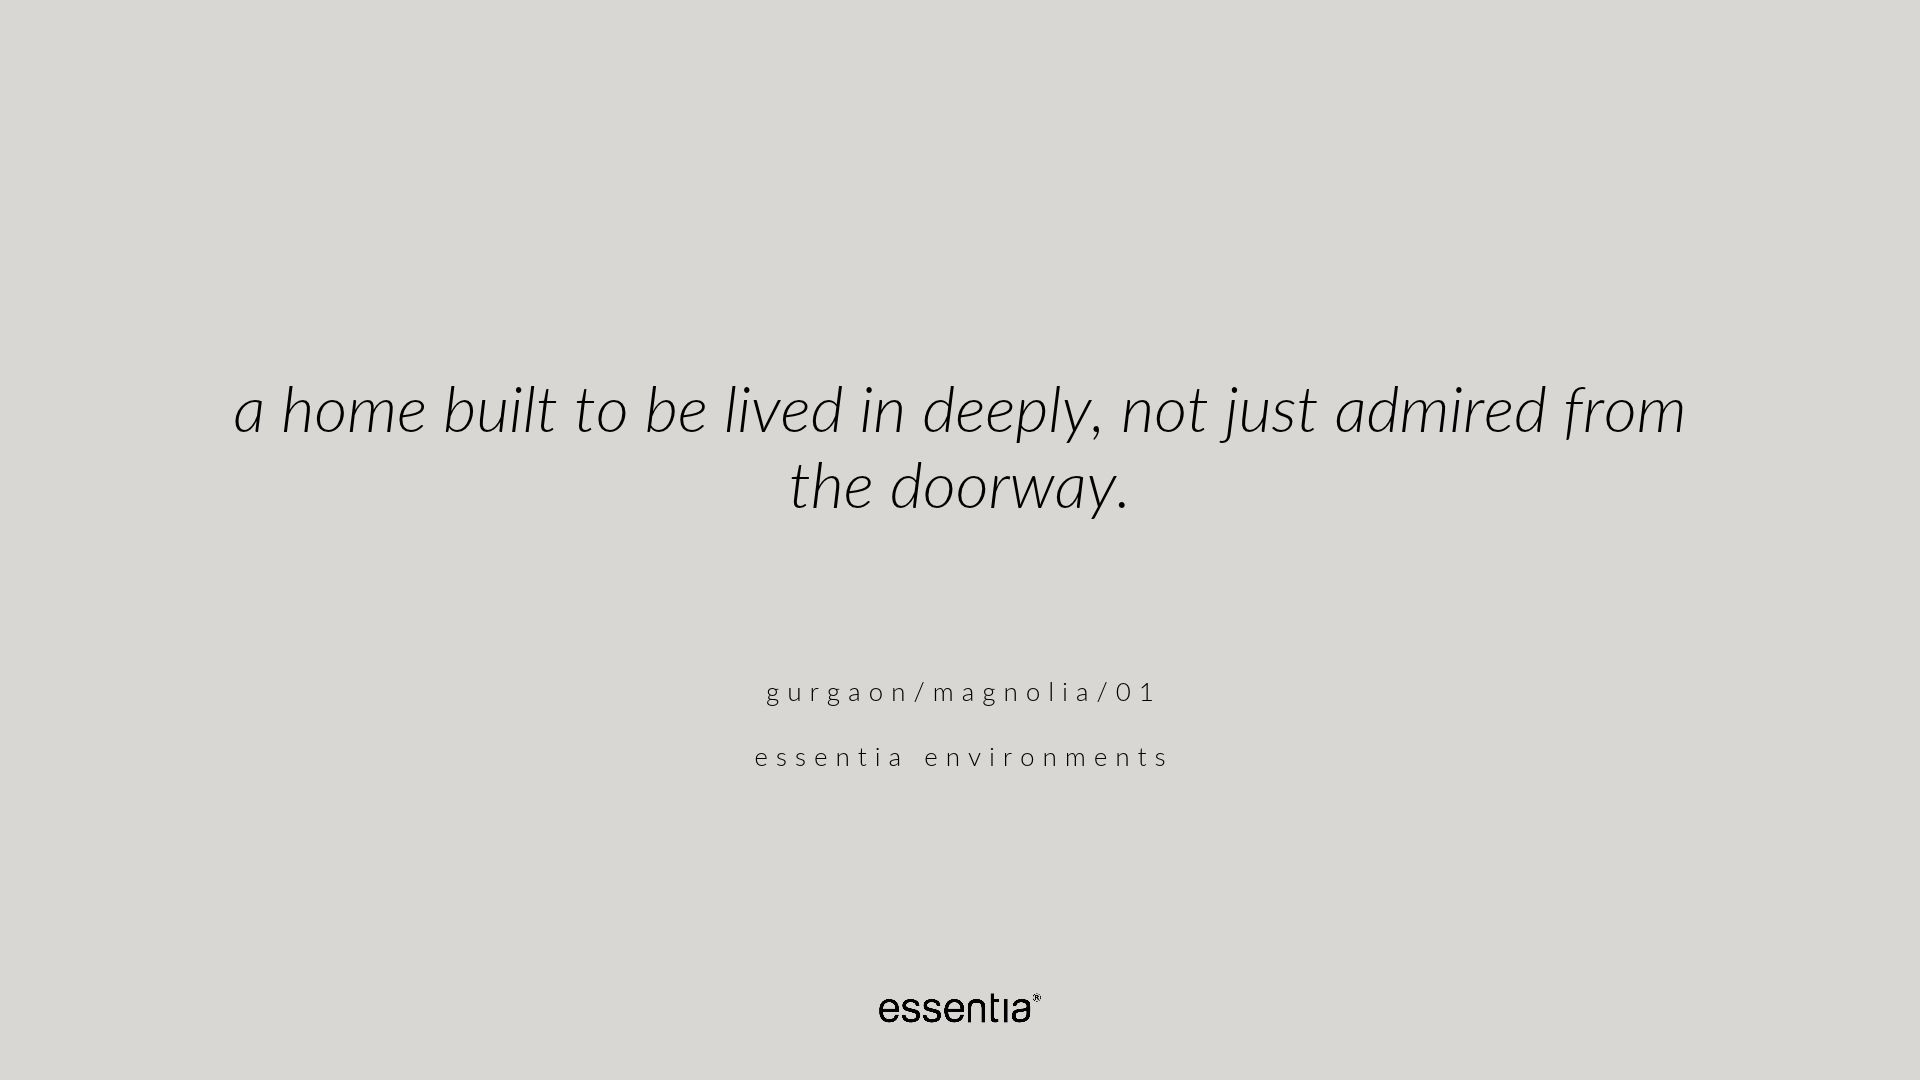 a home built to be lived in deeply, not just admired from
the doorway.
gurgaon/magnolia/01
essentia environments
essentia®